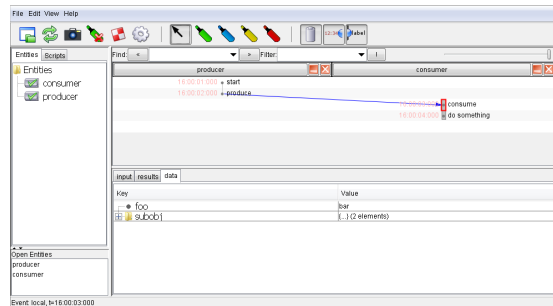 File Edit View Help
12:34 label
Entities Scripts
Find: < > Filter: !
Entities
consumer
producer
producer consumer
16:00:01:000 start
16:00:02:000 produce
consume
16:00:04:000 do something
input results data
Key Value
foo bar
subobj (...) (2 elements)
Open Entities
producer
consumer
Event: local, t=16:00:03:000